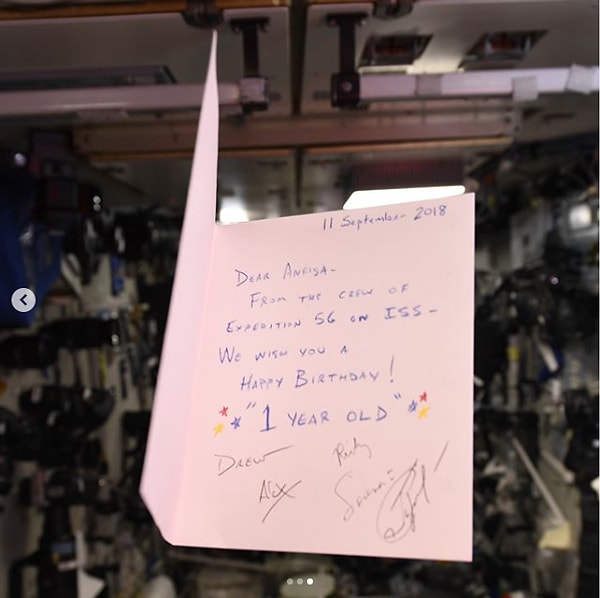 11 September 2018
Dear Anfisa-
From the crew of
Expedition 56 on ISS-
We wish you a
Happy Birthday!
"1 year old"
Drew Ricky
Alex Serena